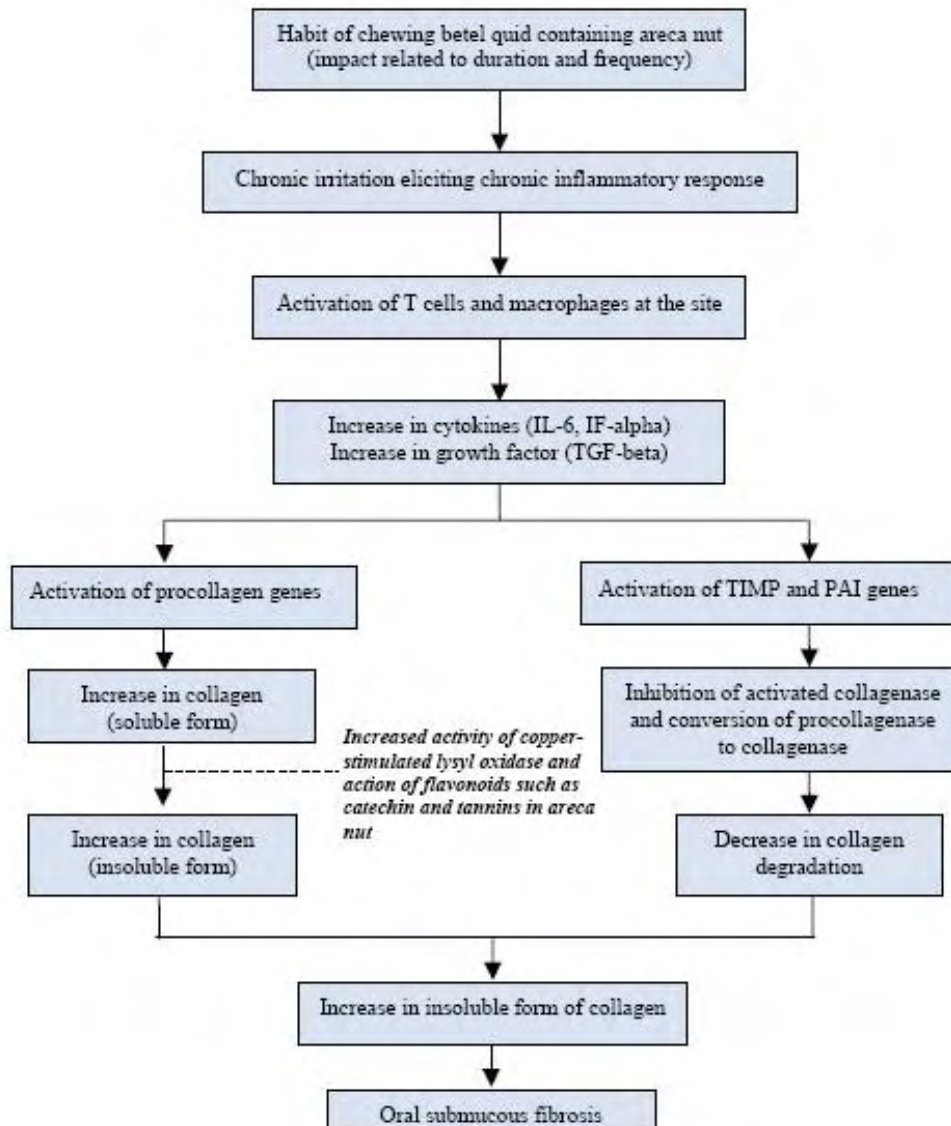 Habit of chewing betel quid containing areca nut
(impact related to duration and frequency)
Chronic irritation eliciting chronic inflammatory response
Activation of T cells and macrophages at the site
Increase in cytokines (IL-6, IF-alpha)
Increase in growth factor (TGF-beta)
Activation of procollagen genes
Activation of TIMP and PAI genes
Increase in collagen
(soluble form)
Inhibition of activated collagenase
and conversion of procollagenase
to collagenase
Increased activity of copper-
stimulated lysyl oxidase and
action of flavonoids such as
catechin and tannins in areca
nut
Increase in collagen
(insoluble form)
Decrease in collagen
degradation
Increase in insoluble form of collagen
Oral submucous fibrosis